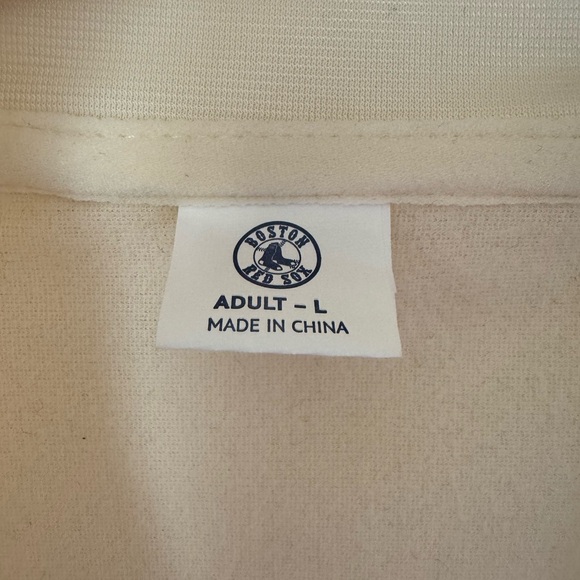 BOSTON
RED SOX
ADULT – L
MADE IN CHINA